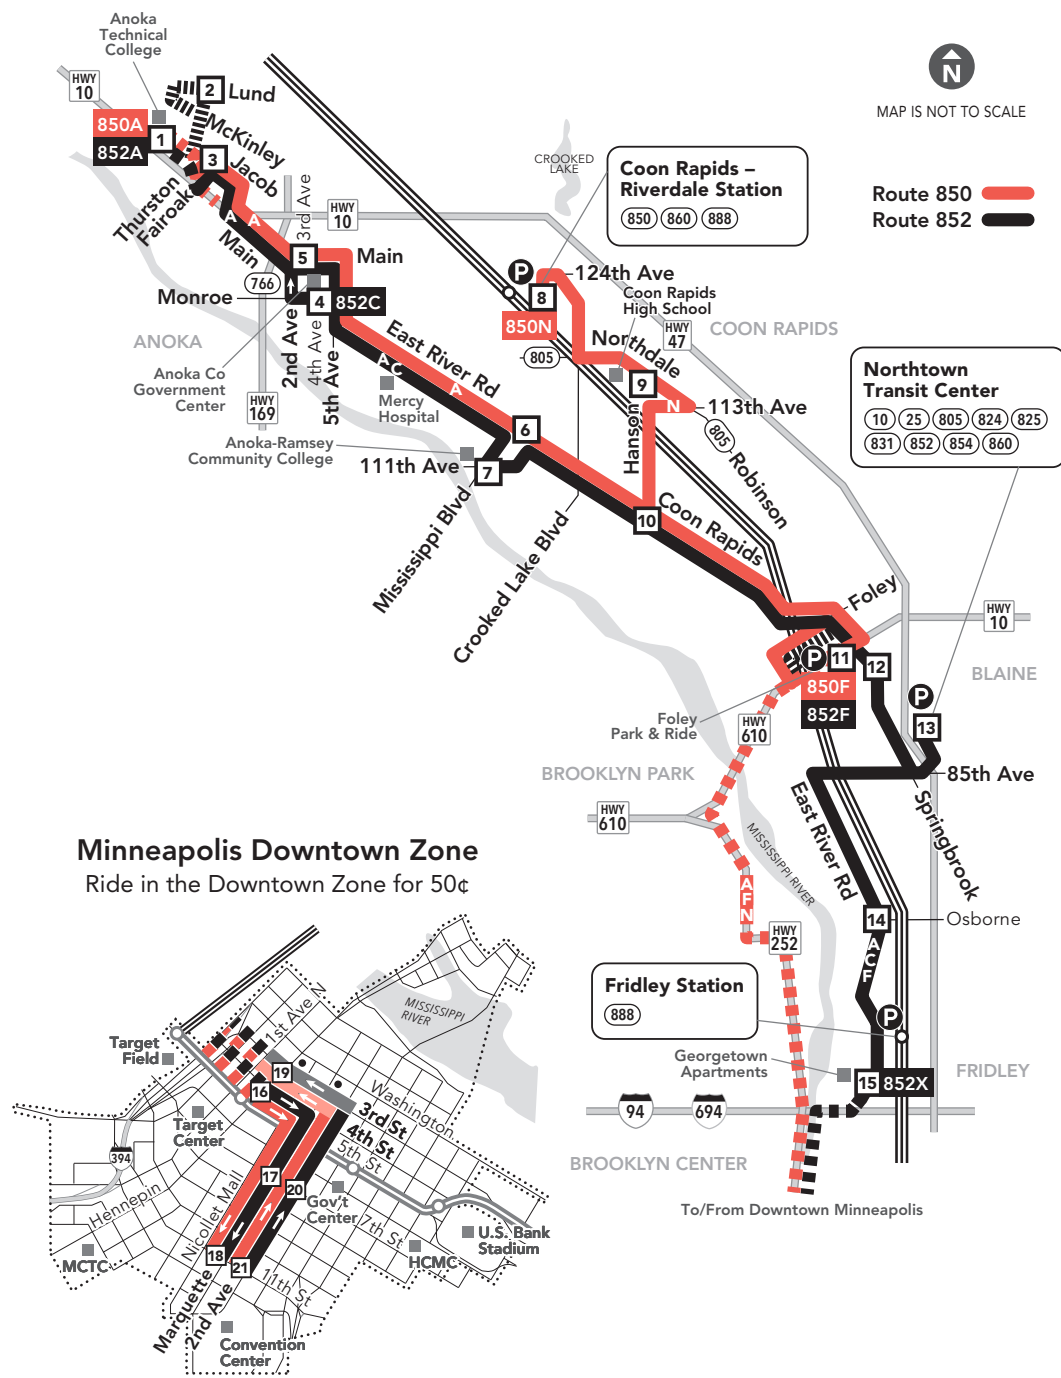 Anoka
Technical
College
HWY
10
2
Lund
McKinley
850A
852A
1
3
Jacob
Thurston
Fairoak
A
A
Main
3rd Ave
HWY
10
5
Main
766
Monroe
4
852C
2nd Ave
4th Ave
5th Ave
ANOKA
Anoka Co
Government
Center
HWY
169
East River Rd
A
C
A
Mercy
Hospital
Anoka-Ramsey
Community College
111th Ave
7
6
Mississippi Blvd
Crooked Lake Blvd
CROOKED
LAKE
Coon Rapids –
Riverdale Station
850 860 888
N
MAP IS NOT TO SCALE
Route 850
Route 852
P
8
850N
124th Ave
Coon Rapids
High School
Northdale
805
9
HWY
47
COON RAPIDS
N
113th Ave
805
Hanson
Robinson
10
Coon Rapids
Northtown
Transit Center
10 25 805 824 825
831 852 854 860
Foley
HWY
10
P
11
12
850F
852F
BLAINE
P
13
Foley
Park & Ride
HWY
610
BROOKLYN PARK
HWY
610
85th Ave
Springbrook
East River Rd
MISSISSIPPI RIVER
A
F
N
HWY
252
14
Osborne
A
C
F
Fridley Station
888
P
Georgetown
Apartments
15
852X
FRIDLEY
94
694
BROOKLYN CENTER
To/From Downtown Minneapolis
Minneapolis Downtown Zone
Ride in the Downtown Zone for 50¢
MISSISSIPPI
RIVER
1st Ave N
Target
Field
19
16
Washington
3rd St
4th St
5th St
Target
Center
394
Hennepin
Nicollet Mall
17
20
Gov't
Center
7th St
U.S. Bank
Stadium
HCMC
MCTC
18
21
11th St
Marquette
2nd Ave
Convention
Center